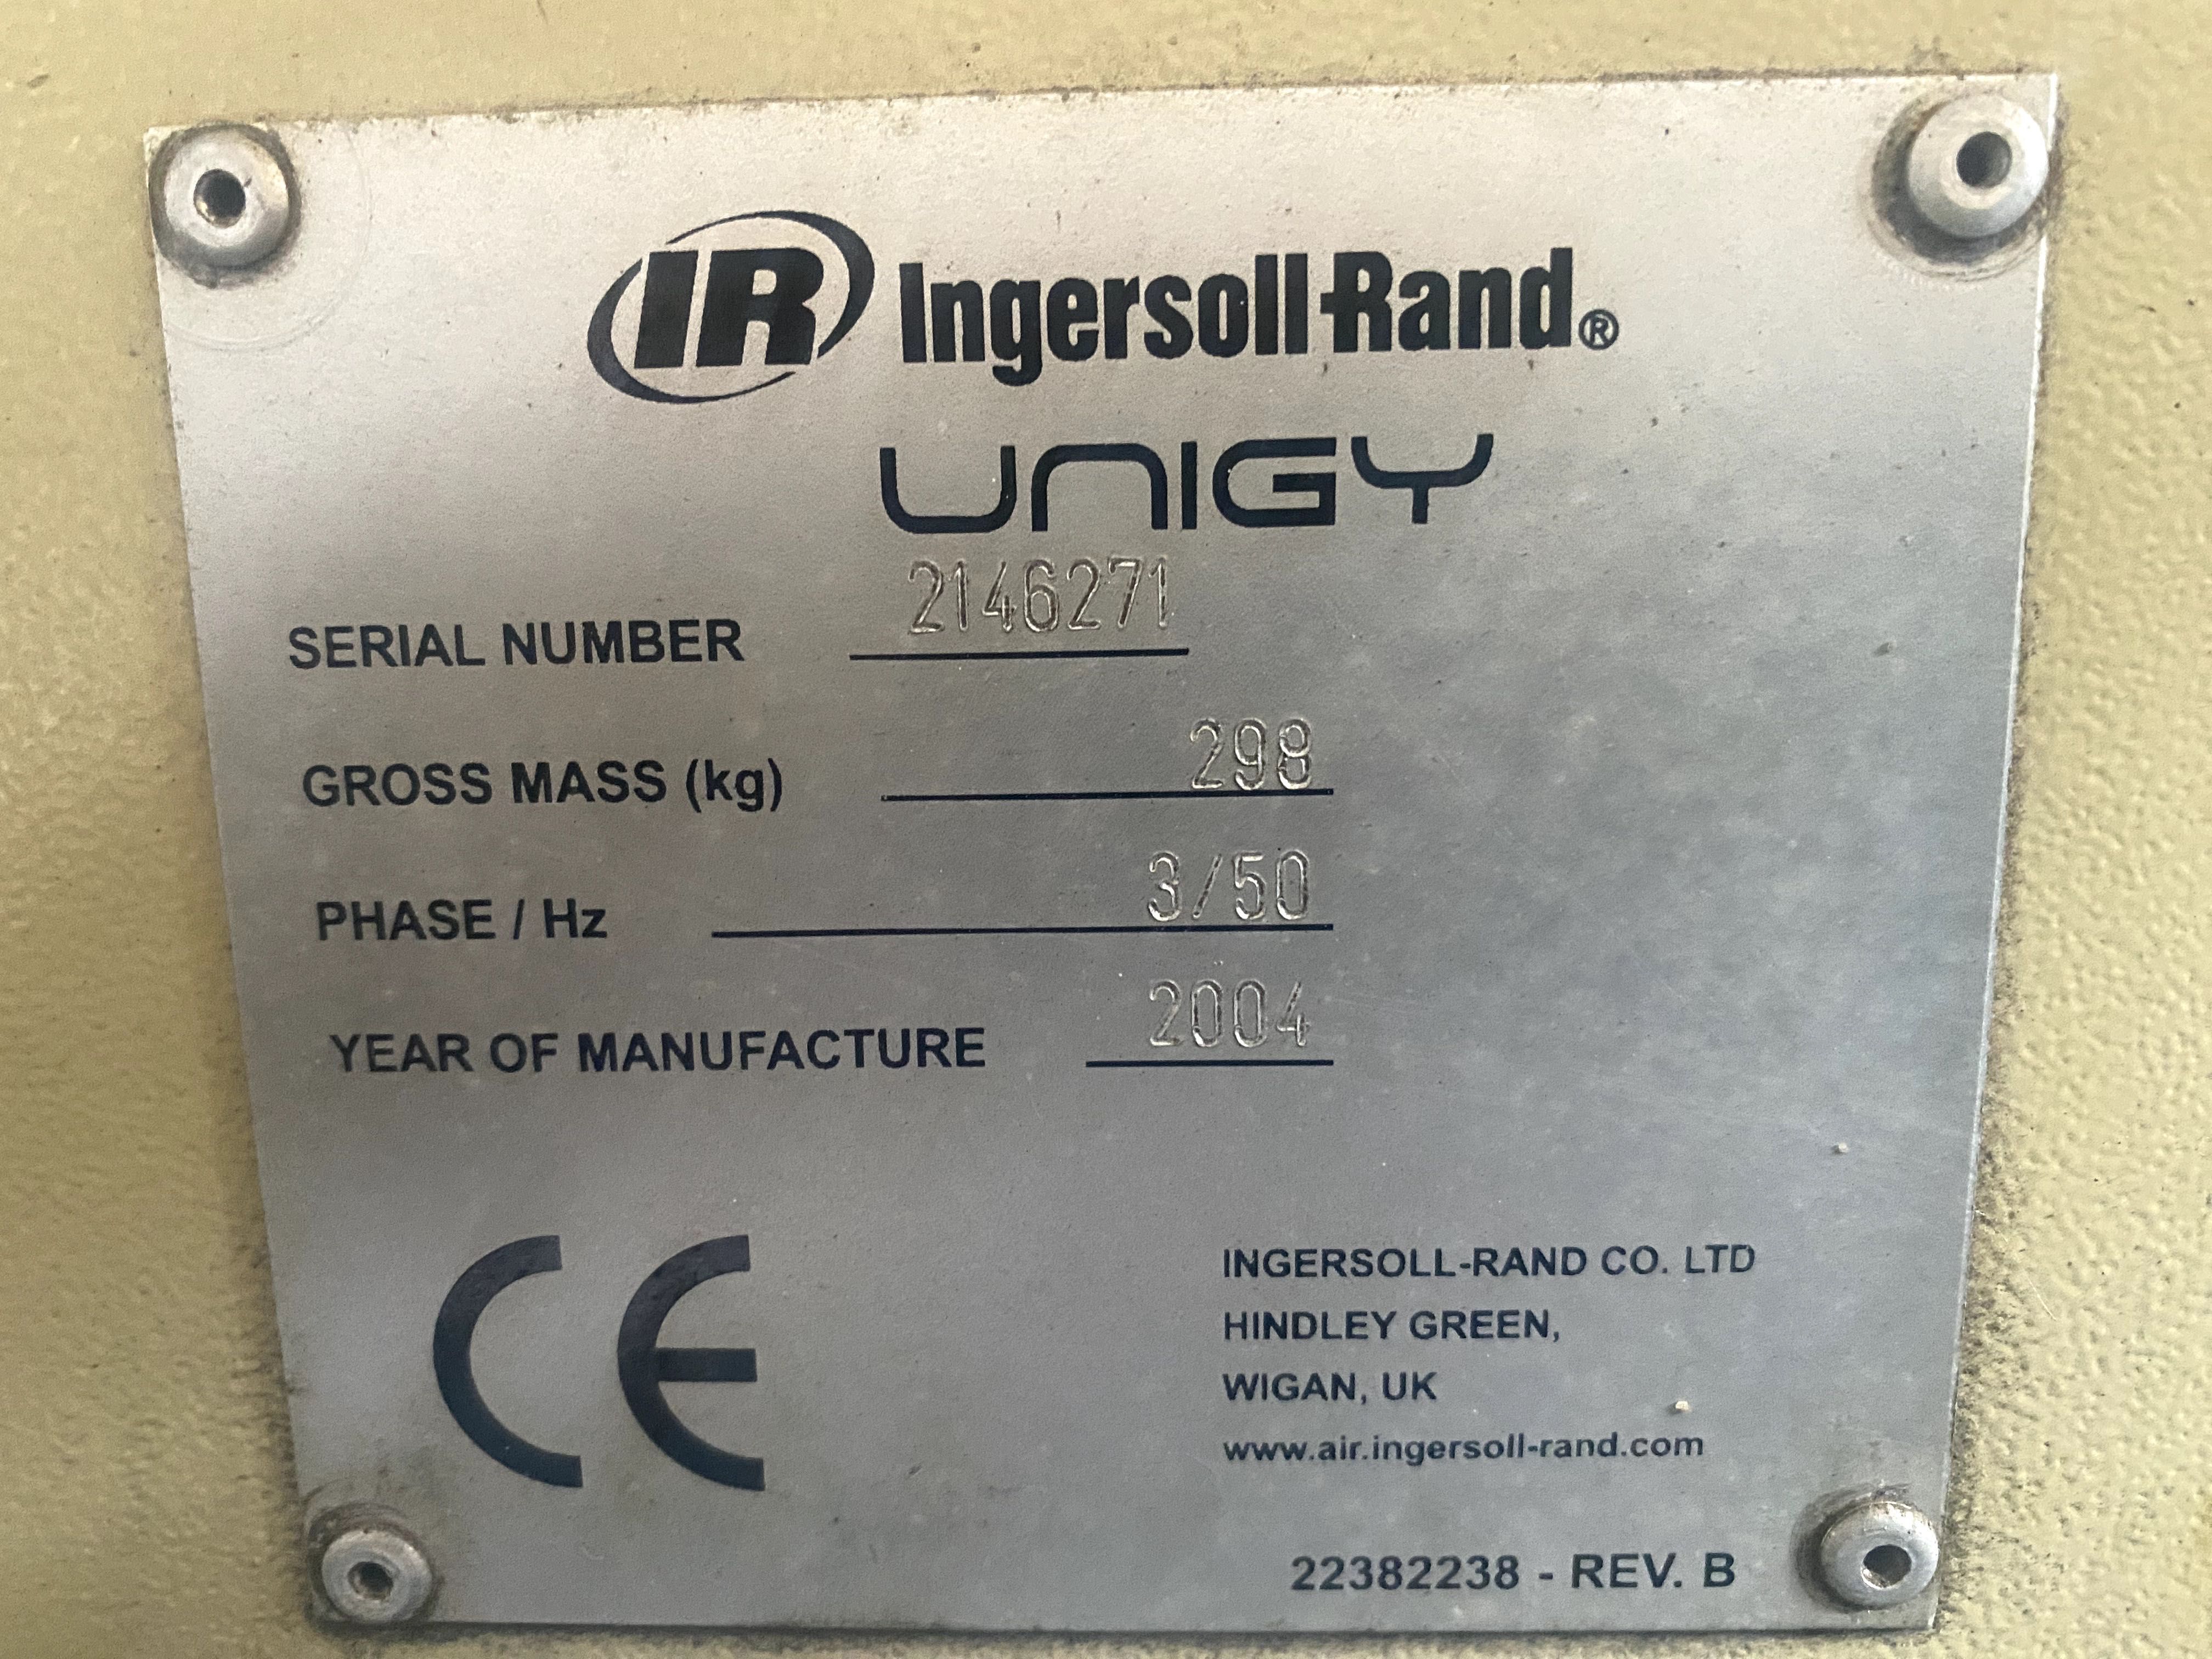 IR Ingersoll-Rand®
UNIGY
SERIAL NUMBER 2146271
GROSS MASS (kg) 298
PHASE / Hz 3/50
YEAR OF MANUFACTURE 2004
CE
INGERSOLL-RAND CO. LTD
HINDLEY GREEN,
WIGAN, UK
www.air.ingersoll-rand.com
22382238 - REV. B